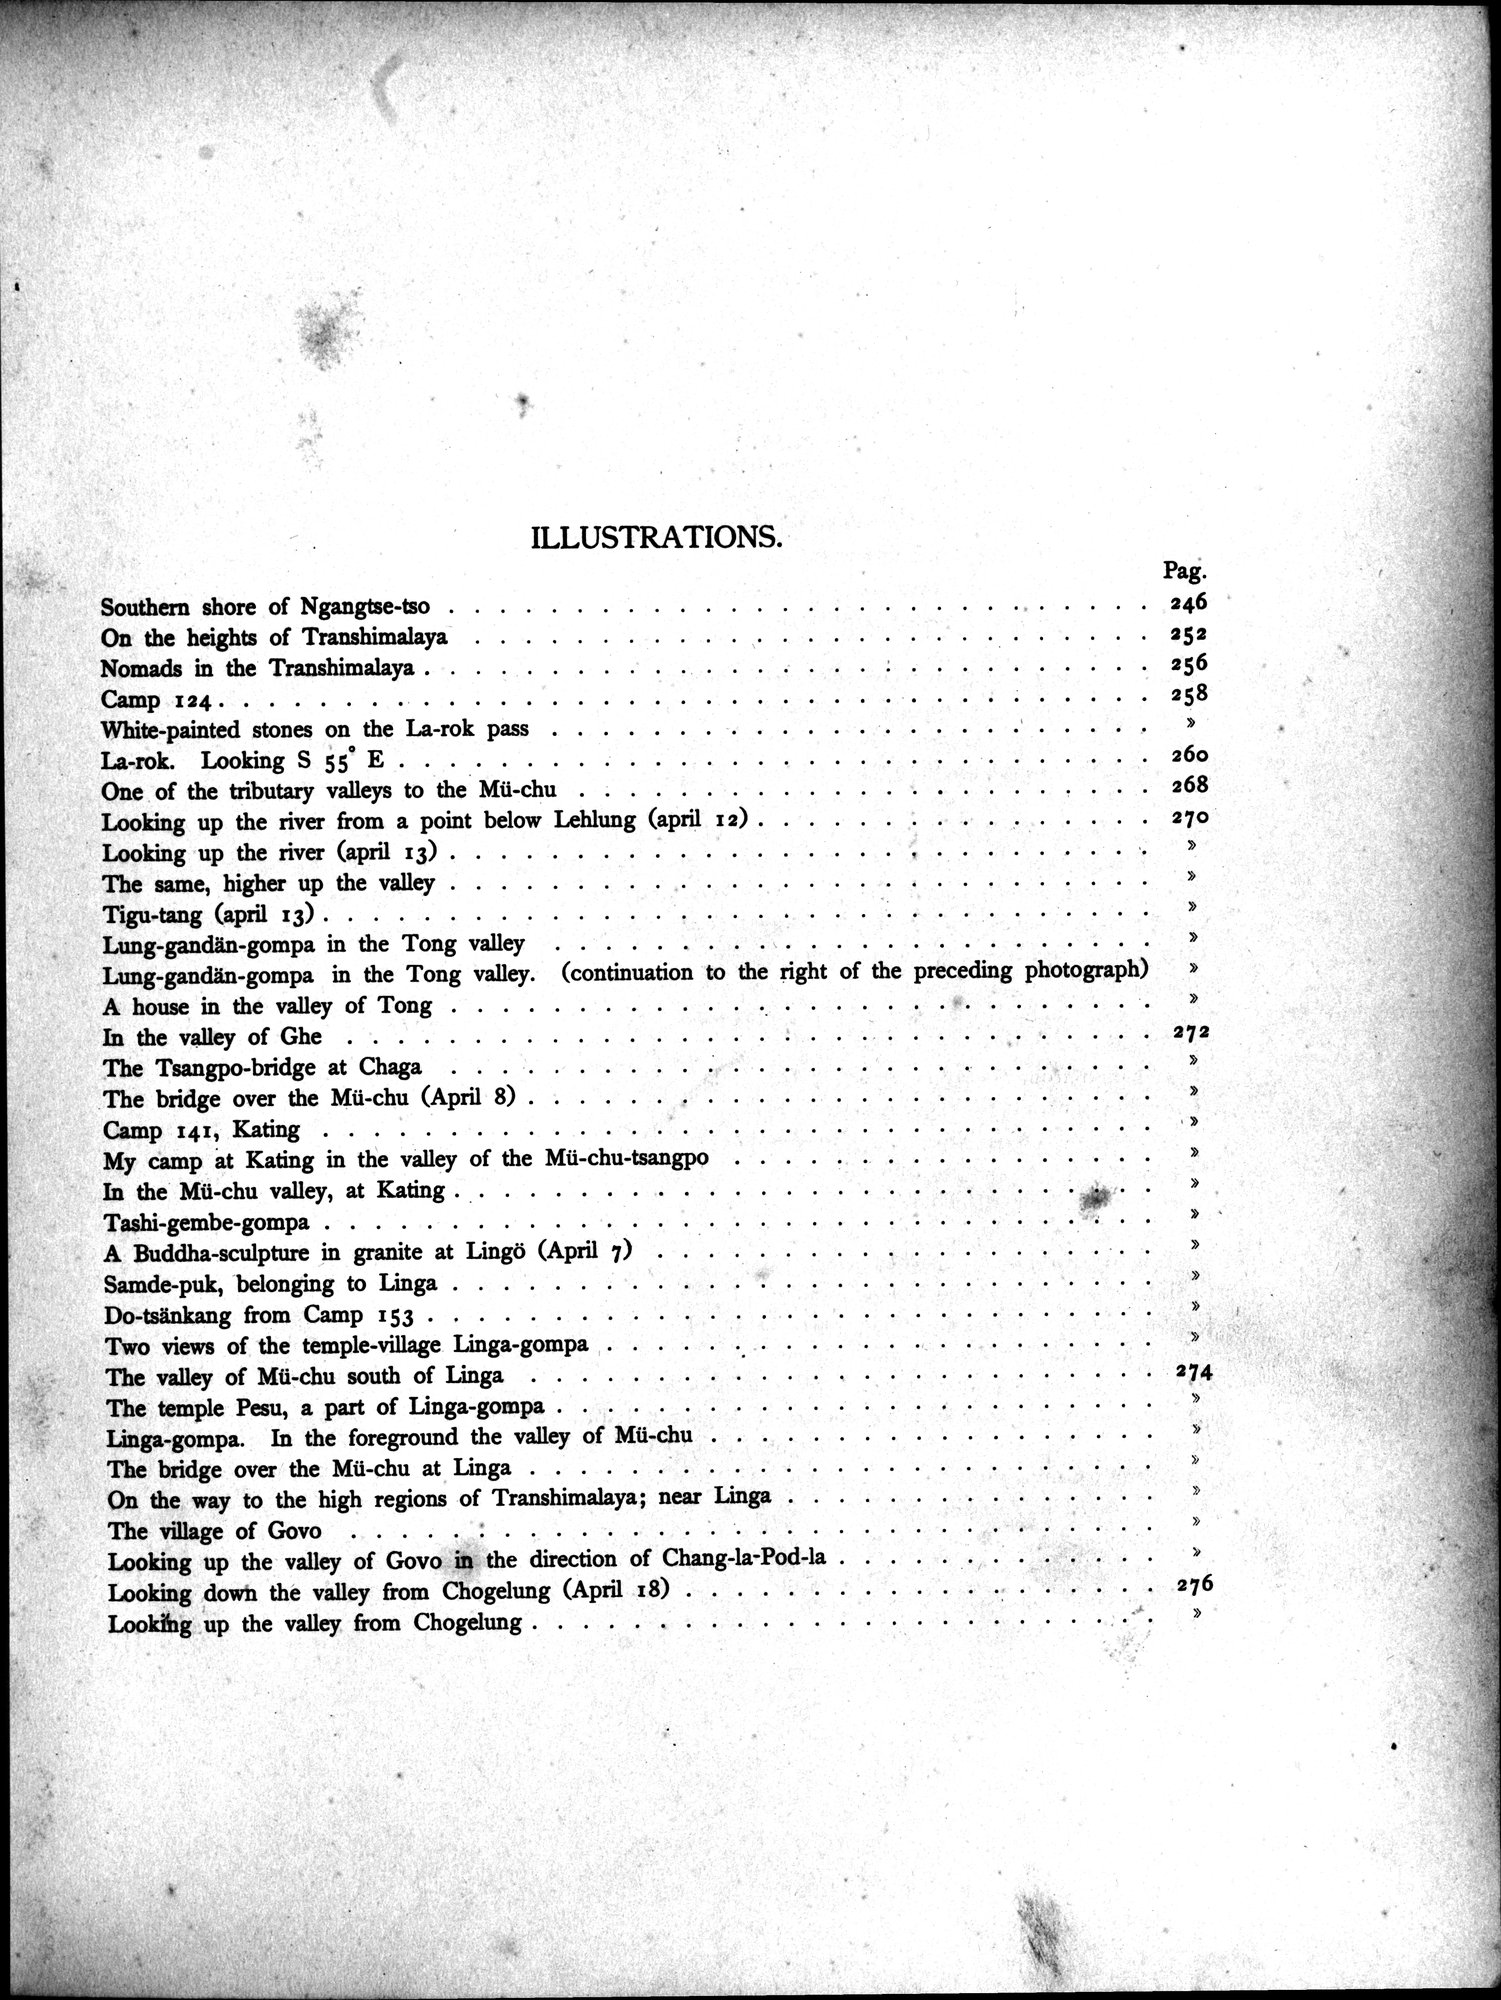 ILLUSTRATIONS.
Pag.
Southern shore of Ngangtse-tso . . . . . . . . . . . . . . . . . . . . . . . . . . . 246
On the heights of Transhimalaya . . . . . . . . . . . . . . . . . . . . . . . . . . 252
Nomads in the Transhimalaya . . . . . . . . . . . . . . . . . . . . . . . . . . . . 256
Camp 124 . . . . . . . . . . . . . . . . . . . . . . . . . . . . . . . . . . . . 258
White-painted stones on the La-rok pass . . . . . . . . . . . . . . . . . . . . . . . »
La-rok. Looking S 55° E . . . . . . . . . . . . . . . . . . . . . . . . . . . . . 260
One of the tributary valleys to the Mü-chu . . . . . . . . . . . . . . . . . . . . . . 268
Looking up the river from a point below Lehlung (april 12) . . . . . . . . . . . . . . . . 270
Looking up the river (april 13) . . . . . . . . . . . . . . . . . . . . . . . . . . . »
The same, higher up the valley . . . . . . . . . . . . . . . . . . . . . . . . . . . »
Tigu-tang (april 13) . . . . . . . . . . . . . . . . . . . . . . . . . . . . . . . . »
Lung-gandän-gompa in the Tong valley . . . . . . . . . . . . . . . . . . . . . . . »
Lung-gandän-gompa in the Tong valley. (continuation to the right of the preceding photograph) »
A house in the valley of Tong . . . . . . . . . . . . . . . . . . . . . . . . . . . »
In the valley of Ghe . . . . . . . . . . . . . . . . . . . . . . . . . . . . . . . 272
The Tsangpo-bridge at Chaga . . . . . . . . . . . . . . . . . . . . . . . . . . . »
The bridge over the Mü-chu (April 8) . . . . . . . . . . . . . . . . . . . . . . . . »
Camp 141, Kating . . . . . . . . . . . . . . . . . . . . . . . . . . . . . . . . »
My camp at Kating in the valley of the Mü-chu-tsangpo . . . . . . . . . . . . . . . . . »
In the Mü-chu valley, at Kating . . . . . . . . . . . . . . . . . . . . . . . . . . . »
Tashi-gembe-gompa . . . . . . . . . . . . . . . . . . . . . . . . . . . . . . . . »
A Buddha-sculpture in granite at Lingö (April 7) . . . . . . . . . . . . . . . . . . . . »
Samde-puk, belonging to Linga . . . . . . . . . . . . . . . . . . . . . . . . . . . »
Do-tsänkang from Camp 153 . . . . . . . . . . . . . . . . . . . . . . . . . . . . »
Two views of the temple-village Linga-gompa . . . . . . . . . . . . . . . . . . . . . »
The valley of Mü-chu south of Linga . . . . . . . . . . . . . . . . . . . . . . . . 274
The temple Pesu, a part of Linga-gompa . . . . . . . . . . . . . . . . . . . . . . . »
Linga-gompa. In the foreground the valley of Mü-chu . . . . . . . . . . . . . . . . . »
The bridge over the Mü-chu at Linga . . . . . . . . . . . . . . . . . . . . . . . . »
On the way to the high regions of Transhimalaya; near Linga . . . . . . . . . . . . . . »
The village of Govo . . . . . . . . . . . . . . . . . . . . . . . . . . . . . . . »
Looking up the valley of Govo in the direction of Chang-la-Pod-la . . . . . . . . . . . . »
Looking down the valley from Chogelung (April 18) . . . . . . . . . . . . . . . . . . 276
Looking up the valley from Chogelung . . . . . . . . . . . . . . . . . . . . . . . . »